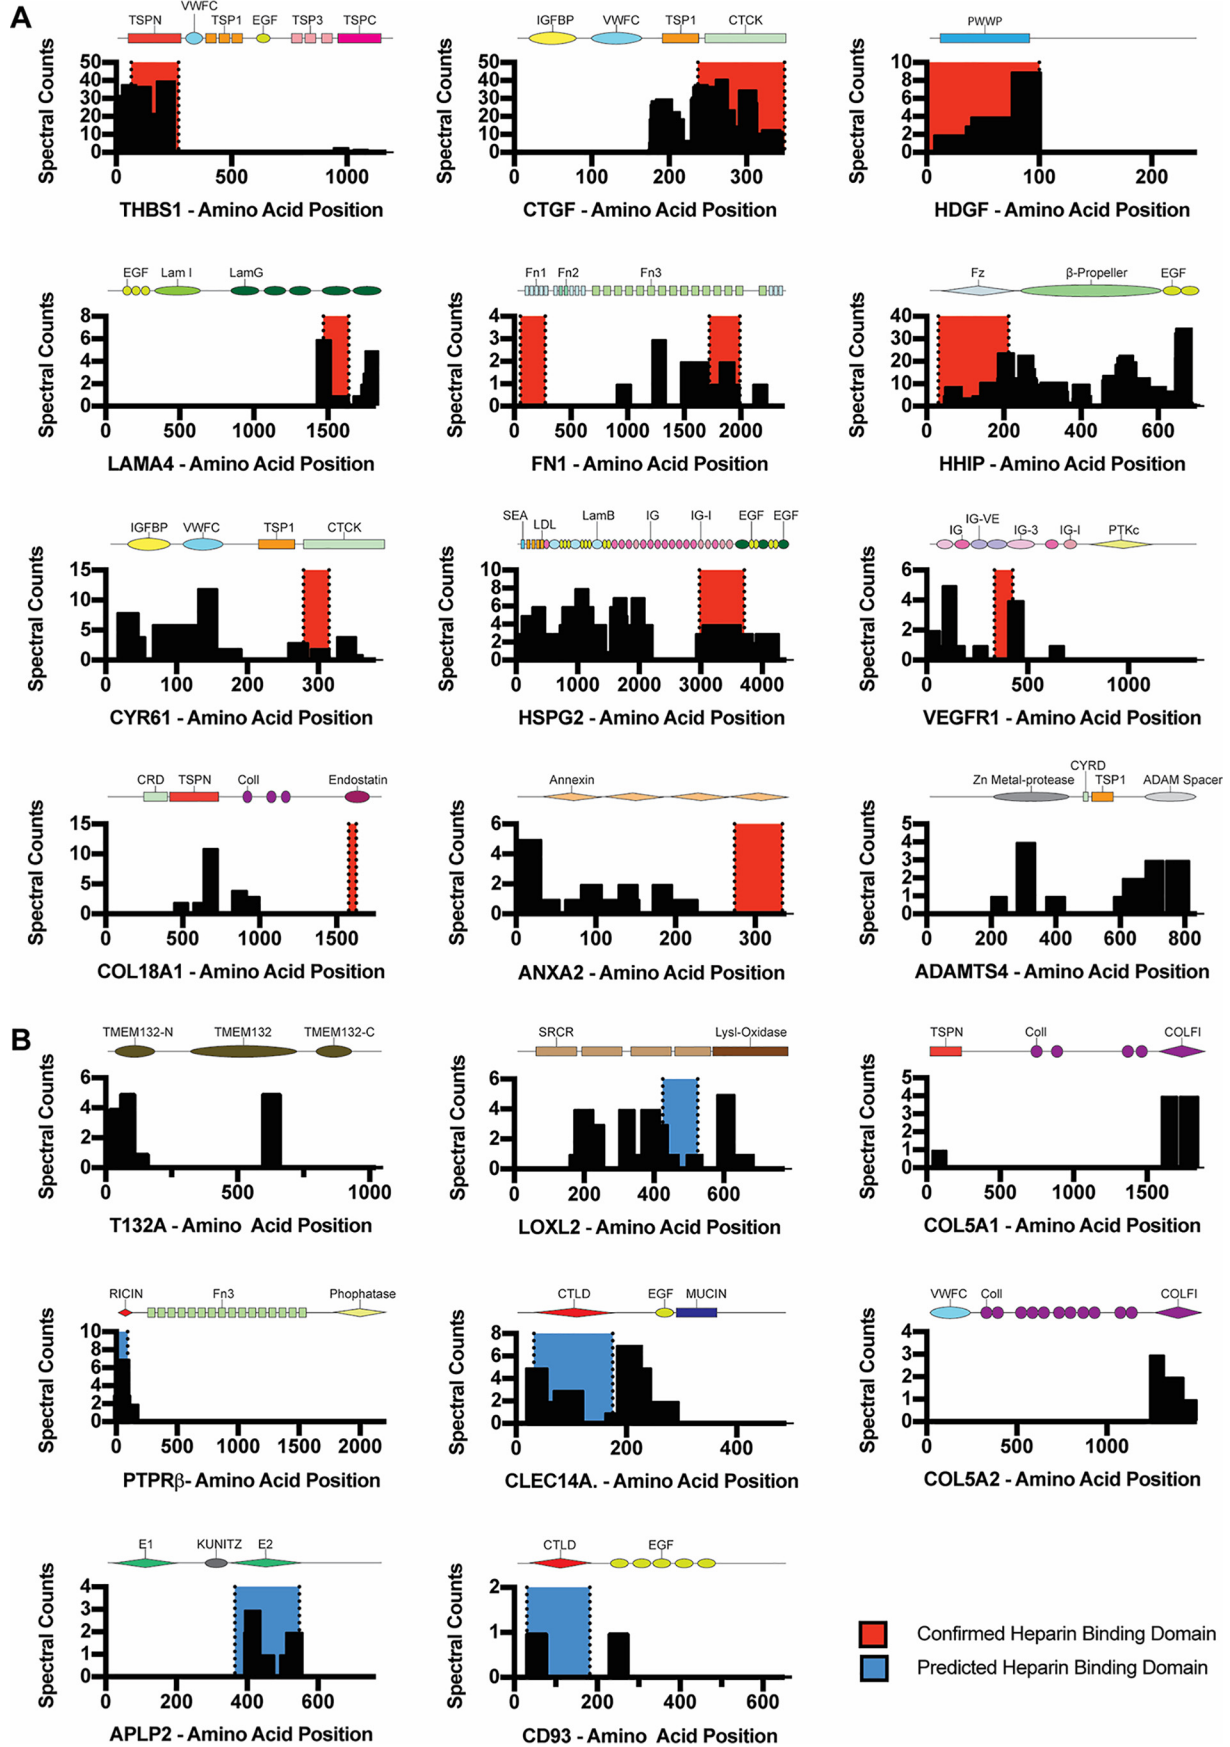 A
VWFC
TSPN TSP1 EGF TSP3 TSPC
Spectral Counts
50
40
30
20
10
0
0 500 1000
THBS1 - Amino Acid Position
IGFBP VWFC TSP1 CTCK
Spectral Counts
50
40
30
20
10
0
0 100 200 300
CTGF - Amino Acid Position
PWWP
Spectral Counts
10
8
6
4
2
0
0 100 200
HDGF - Amino Acid Position
EGF Lam I LamG
Spectral Counts
8
6
4
2
0
0 500 1000 1500
LAMA4 - Amino Acid Position
Fn1 Fn2 Fn3
Spectral Counts
4
3
2
1
0
0 500 1000 1500 2000
FN1 - Amino Acid Position
Fz β-Propeller EGF
Spectral Counts
40
30
20
10
0
0 200 400 600
HHIP - Amino Acid Position
IGFBP VWFC TSP1 CTCK
Spectral Counts
15
10
5
0
0 100 200 300
CYR61 - Amino Acid Position
SEA LDL LamB IG IG-I EGF EGF
Spectral Counts
10
8
6
4
2
0
0 1000 2000 3000 4000
HSPG2 - Amino Acid Position
IG-VE
IG IG-3 IG-I PTKc
Spectral Counts
6
4
2
0
0 500 1000
VEGFR1 - Amino Acid Position
CRD TSPN Coll Endostatin
Spectral Counts
15
10
5
0
0 500 1000 1500
COL18A1 - Amino Acid Position
Annexin
Spectral Counts
6
4
2
0
0 100 200 300
ANXA2 - Amino Acid Position
CYRD
Zn Metal-protease TSP1 ADAM Spacer
Spectral Counts
5
4
3
2
1
0
0 200 400 600 800
ADAMTS4 - Amino Acid Position
B
TMEM132-N TMEM132 TMEM132-C
Spectral Counts
6
4
2
0
0 500 1000
T132A - Amino Acid Position
SRCR Lysl-Oxidase
Spectral Counts
6
4
2
0
0 200 400 600
LOXL2 - Amino Acid Position
TSPN Coll COLFI
Spectral Counts
5
4
3
2
1
0
0 500 1000 1500
COL5A1 - Amino Acid Position
RICIN Fn3 Phophatase
Spectral Counts
10
8
6
4
2
0
0 500 1000 1500 2000
PTPRβ- Amino Acid Position
CTLD EGF MUCIN
Spectral Counts
8
6
4
2
0
0 200 400
CLEC14A. - Amino Acid Position
VWFC Coll COLFI
Spectral Counts
4
3
2
1
0
0 500 1000
COL5A2 - Amino Acid Position
E1 KUNITZ E2
Spectral Counts
4
3
2
1
0
0 200 400 600
APLP2 - Amino Acid Position
CTLD EGF
Spectral Counts
2
1
0
0 200 400 600
CD93 - Amino Acid Position
Confirmed Heparin Binding Domain
Predicted Heparin Binding Domain